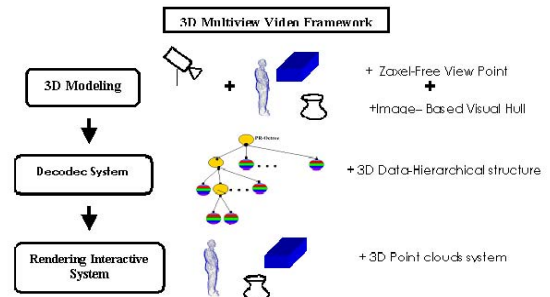 3D Multiview Video Framework
3D Modeling
+ Zaxel-Free View Point
+
+
+Image- Based Visual Hull
Decodec System
PR-Octree
+ 3D Data-Hierarchical structure
Rendering Interactive
System
+ 3D Point clouds system